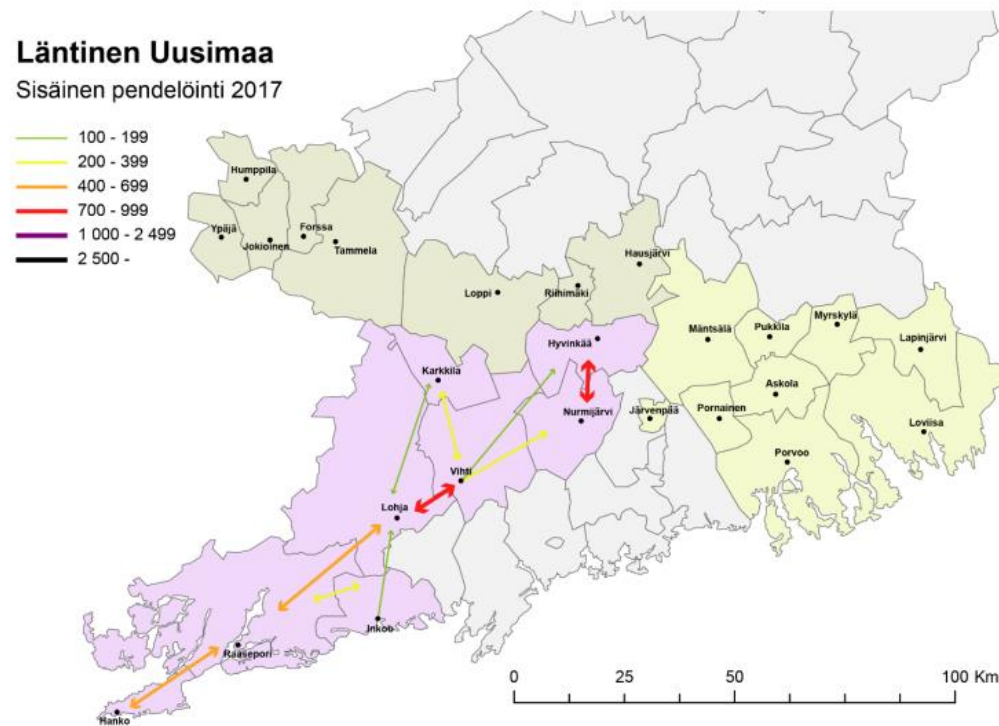 Läntinen Uusimaa
Sisäinen pendelöinti 2017
100 - 199
200 - 399
400 - 699
700 - 999
1 000 - 2 499
2 500 -
Humppila
Ypäjä
Jokioinen
Forssa
Tammela
Loppi
Riihimäki
Hausjärvi
Hyvinkää
Mäntsälä
Pukkila
Myrskylä
Lapinjärvi
Karkkila
Nurmijärvi
Järvenpää
Pornainen
Askola
Loviisa
Porvoo
Vihti
Lohja
Inkoo
Raasepori
Hanko
0 25 50 100 Km